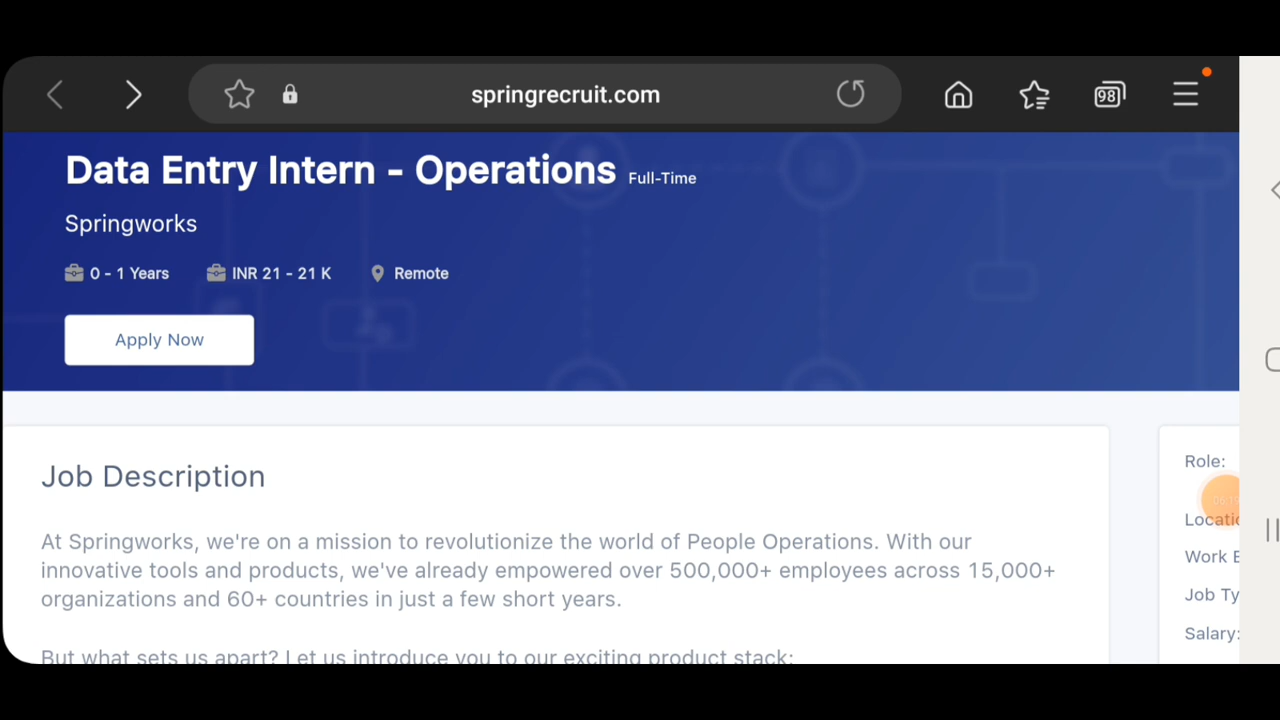 springrecruit.com
98
Data Entry Intern - Operations Full-Time
Springworks
0 - 1 Years INR 21 - 21 K Remote
Apply Now
Job Description
At Springworks, we're on a mission to revolutionize the world of People Operations. With our
innovative tools and products, we've already empowered over 500,000+ employees across 15,000+
organizations and 60+ countries in just a few short years.
But what sets us apart? Let us introduce you to our exciting product stack:
Role:
Locatio
Work E
Job Ty
Salary: